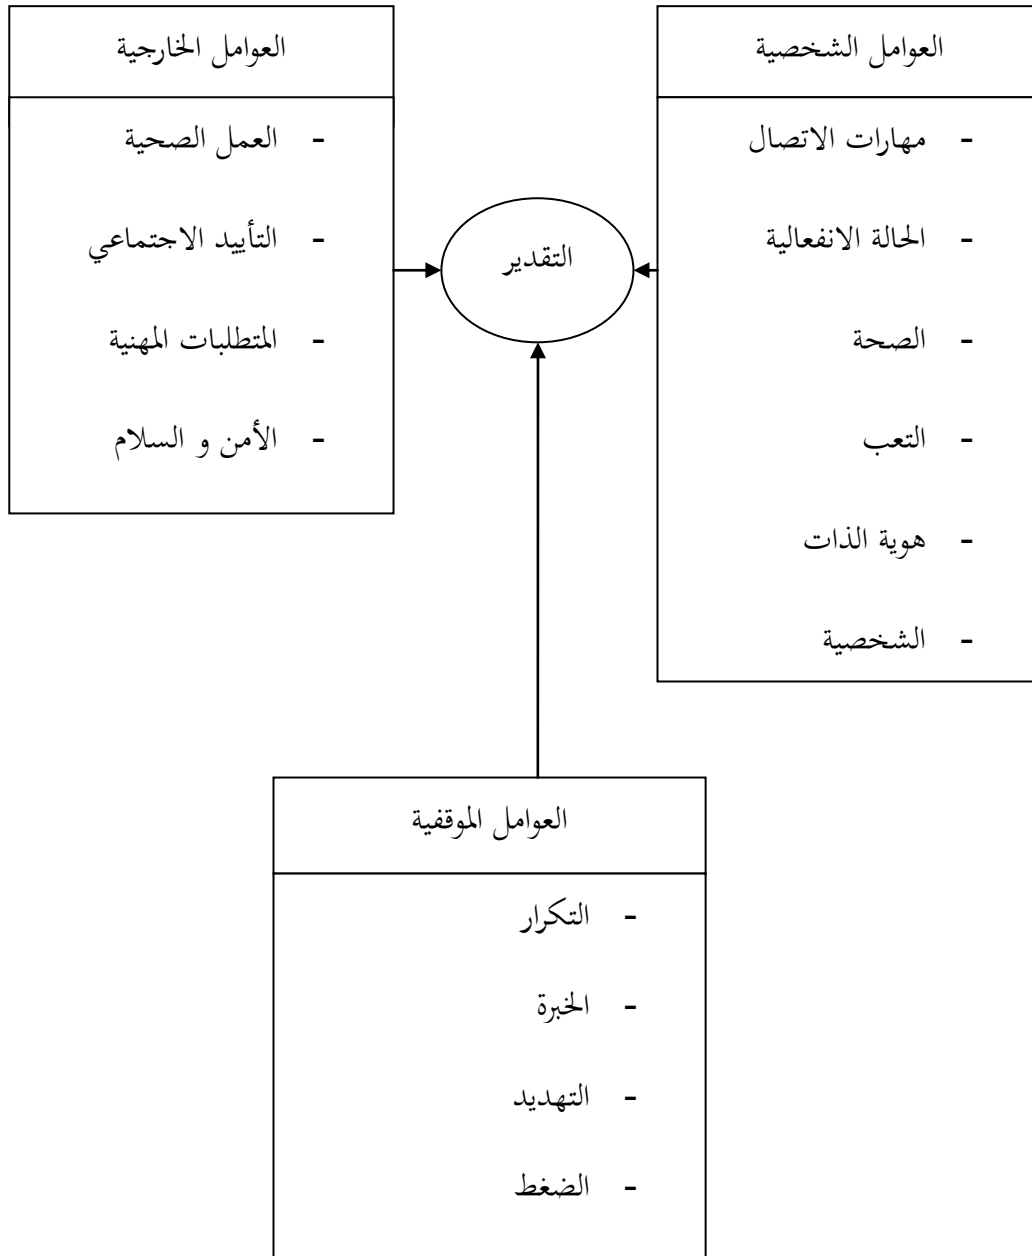 العوامل الشخصية
- مهارات الاتصال
- الحالة الانفعالية
- الصحة
- التعب
- هوية الذات
- الشخصية
العوامل الخارجية
- العمل الصحية
- التأييد الاجتماعي
- المتطلبات المهنية
- الأمن و السلام
التقدير
العوامل الموقفية
- التكرار
- الخبرة
- التهديد
- الضغط